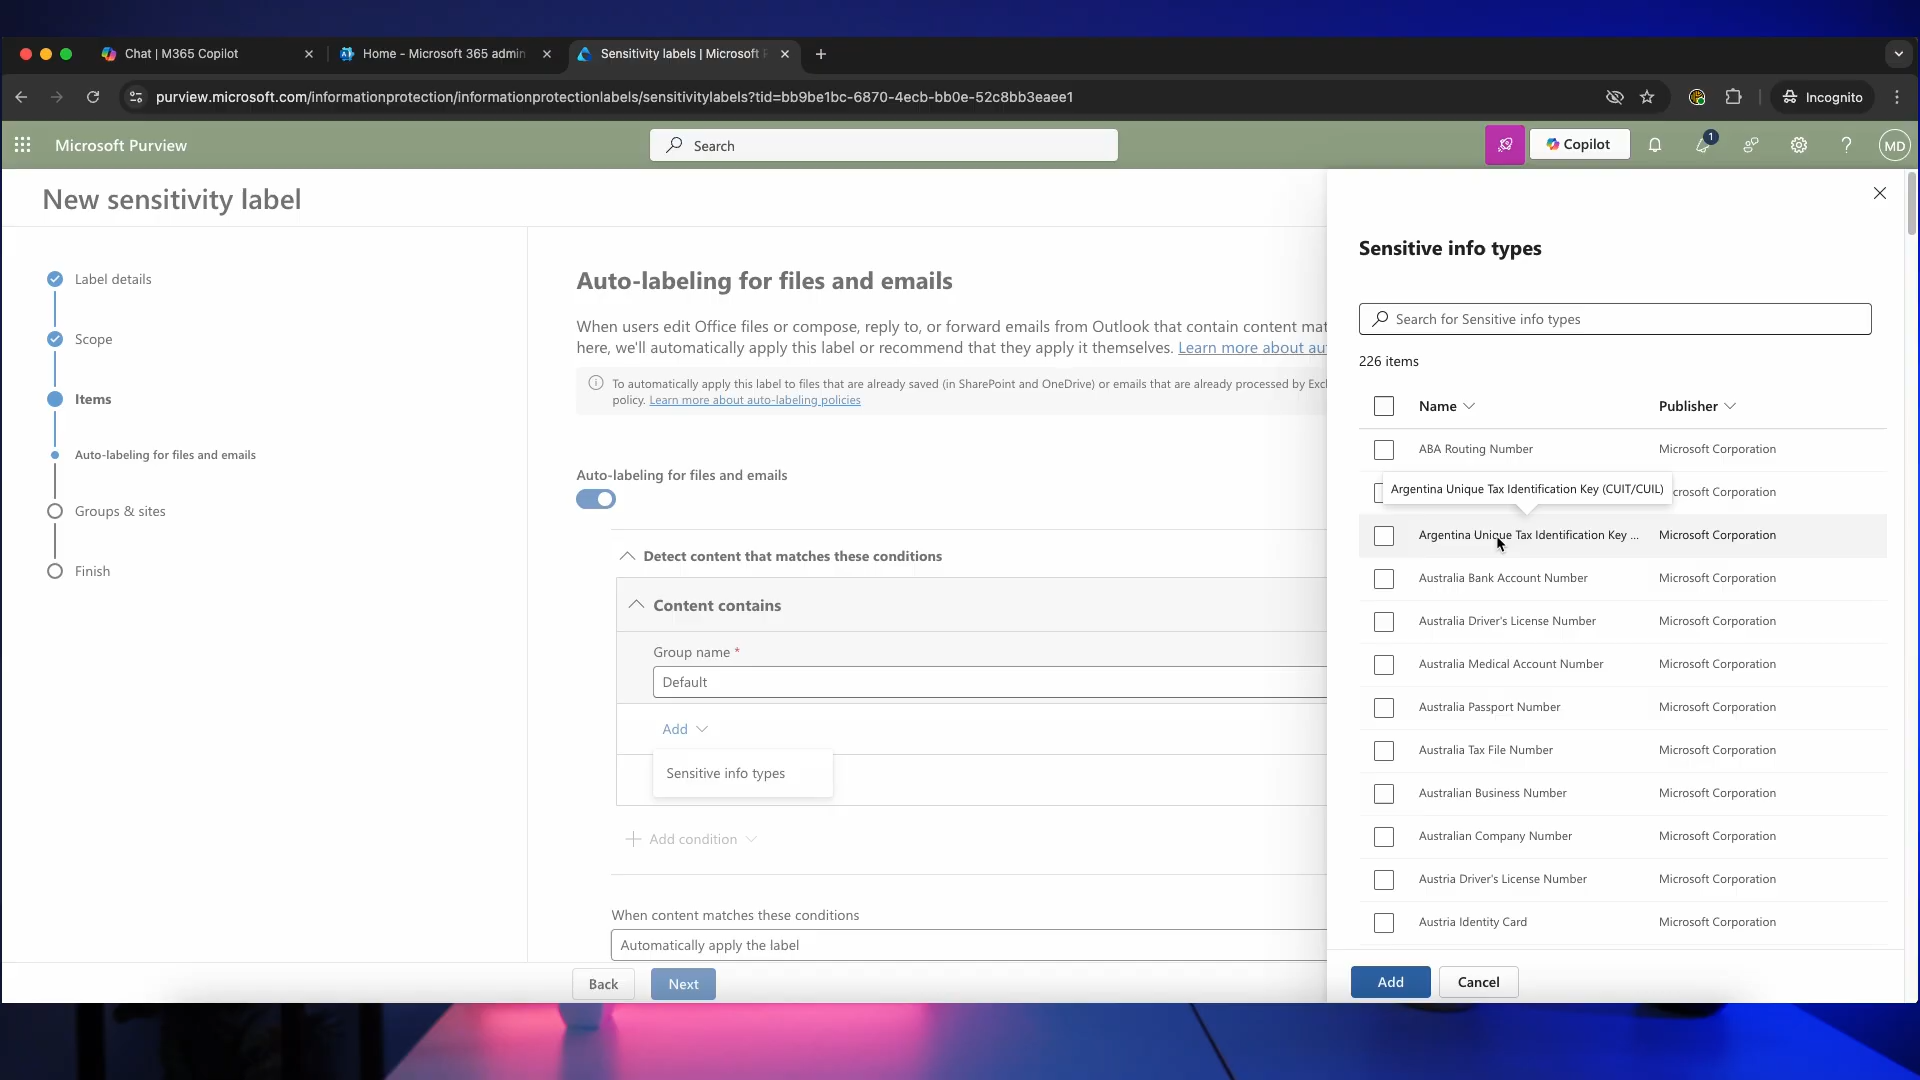 Chat | M365 Copilot
Home - Microsoft 365 admin
Sensitivity labels | Microsoft P
purview.microsoft.com/informationprotection/informationprotectionlabels/sensitivitylabels?tid=bb9be1bc-6870-4ecb-bb0e-52c8bb3eaee1
Incognito
Microsoft Purview
Search
Copilot
1
MD
New sensitivity label
Label details
Scope
Items
Auto-labeling for files and emails
Groups & sites
Finish
Auto-labeling for files and emails
When users edit Office files or compose, reply to, or forward emails from Outlook that contain content mat
here, we'll automatically apply this label or recommend that they apply it themselves. Learn more about au
To automatically apply this label to files that are already saved (in SharePoint and OneDrive) or emails that are already processed by Exc
policy. Learn more about auto-labeling policies
Auto-labeling for files and emails
Detect content that matches these conditions
Content contains
Group name *
Default
Add
Sensitive info types
Add condition
When content matches these conditions
Automatically apply the label
Back
Next
Sensitive info types
Search for Sensitive info types
226 items
Name
Publisher
ABA Routing Number
Microsoft Corporation
Argentina Unique Tax Identification Key (CUIT/CUIL)
crosoft Corporation
Argentina Unique Tax Identification Key ...
Microsoft Corporation
Australia Bank Account Number
Microsoft Corporation
Australia Driver's License Number
Microsoft Corporation
Australia Medical Account Number
Microsoft Corporation
Australia Passport Number
Microsoft Corporation
Australia Tax File Number
Microsoft Corporation
Australian Business Number
Microsoft Corporation
Australian Company Number
Microsoft Corporation
Austria Driver's License Number
Microsoft Corporation
Austria Identity Card
Microsoft Corporation
Add
Cancel